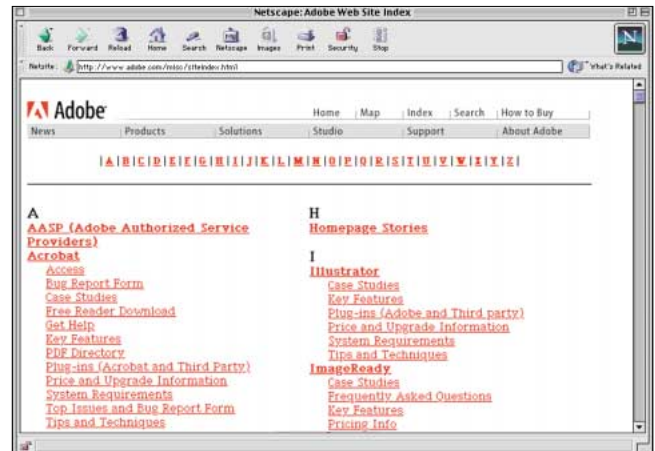 Netscape: Adobe Web Site Index
Back Forward Reload Home Search Netscape Images Print Security Stop
N
Netsite: http://www.adobe.com/misc/siteindex.html What's Related
Adobe
Home | Map | Index | Search | How to Buy
News | Products | Solutions | Studio | Support | About Adobe
| A | B | C | D | E | F | G | H | I | J | K | L | M | N | O | P | Q | R | S | T | U | V | W | X | Y | Z |
A
AASP (Adobe Authorized Service
Providers)
Acrobat
Access
Bug Report Form
Case Studies
Free Reader Download
Get Help
Key Features
PDF Directory
Plug-ins (Acrobat and Third Party)
Price and Upgrade Information
System Requirements
Top Issues and Bug Report Form
Tips and Techniques
H
Homepage Stories
I
Illustrator
Case Studies
Key Features
Plug-ins (Adobe and Third party)
Price and Upgrade Information
System Requirements
Tips and Techniques
ImageReady
Case Studies
Frequently Asked Questions
Key Features
Pricing Info